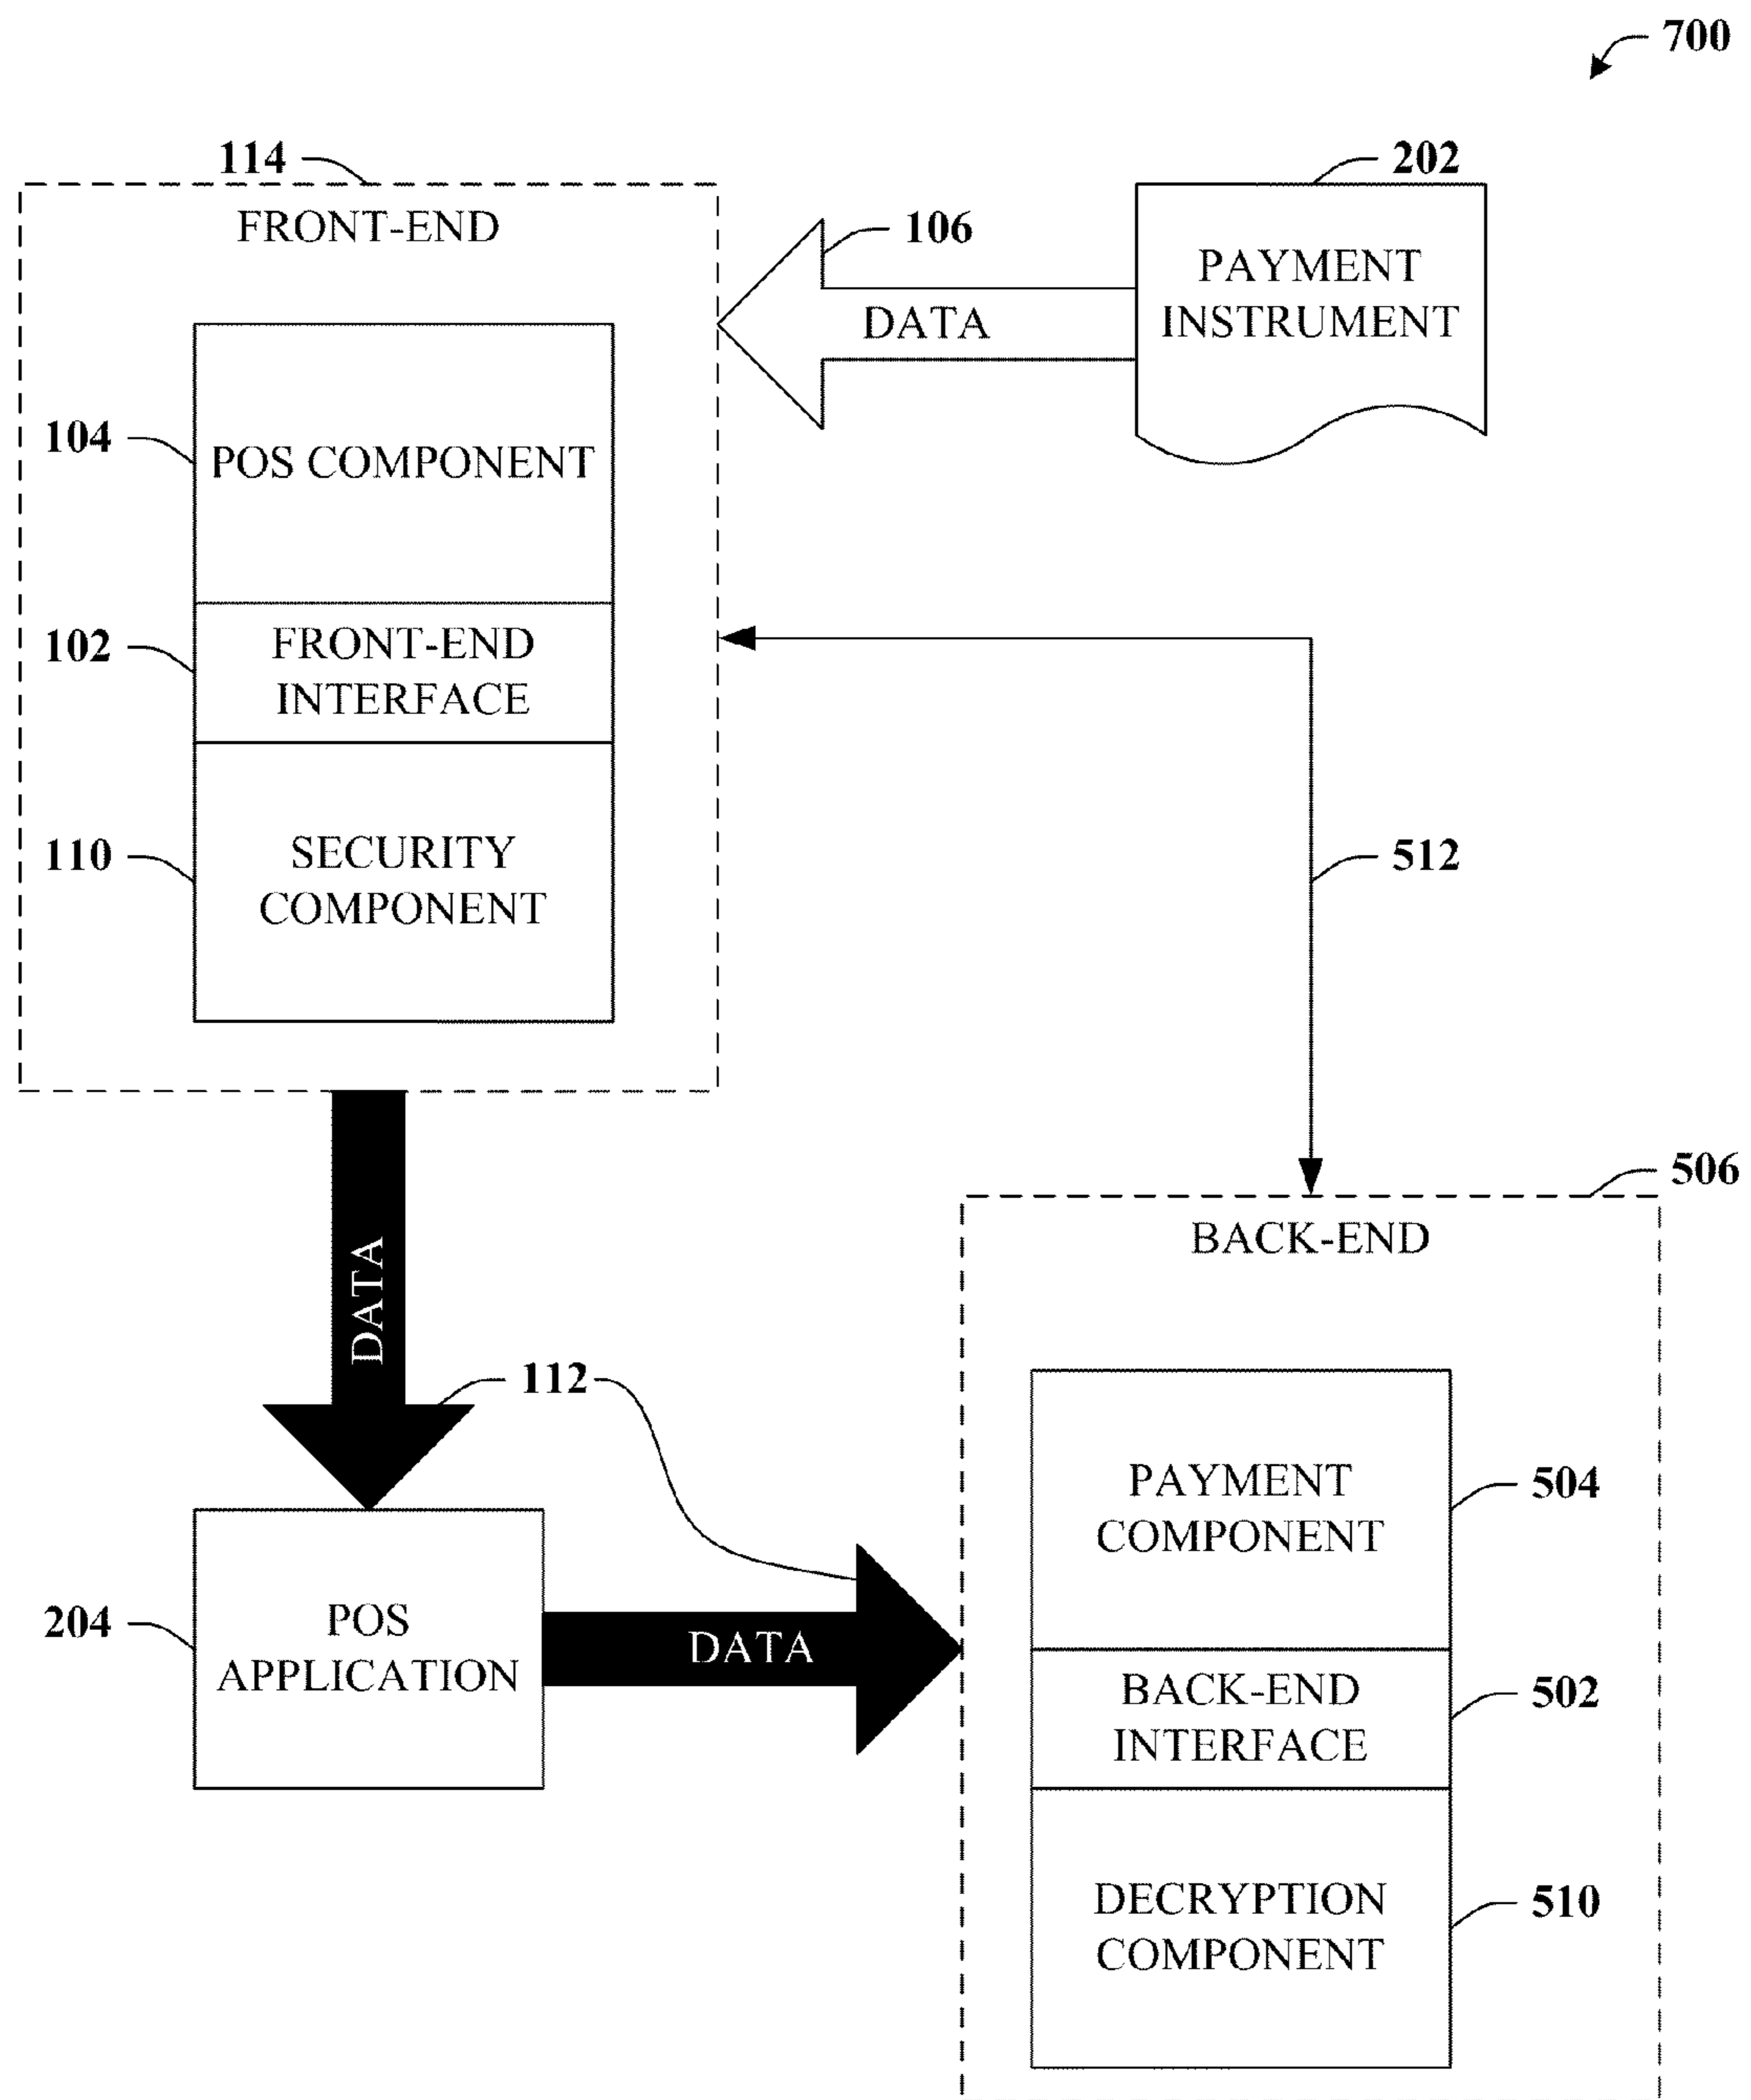 700
114
202
FRONT-END
106
PAYMENT
INSTRUMENT
DATA
104
POS COMPONENT
102
FRONT-END
INTERFACE
110
SECURITY
COMPONENT
512
506
BACK-END
DATA
112
PAYMENT
COMPONENT
504
204
POS
APPLICATION
DATA
BACK-END
INTERFACE
502
DECRYPTION
COMPONENT
510